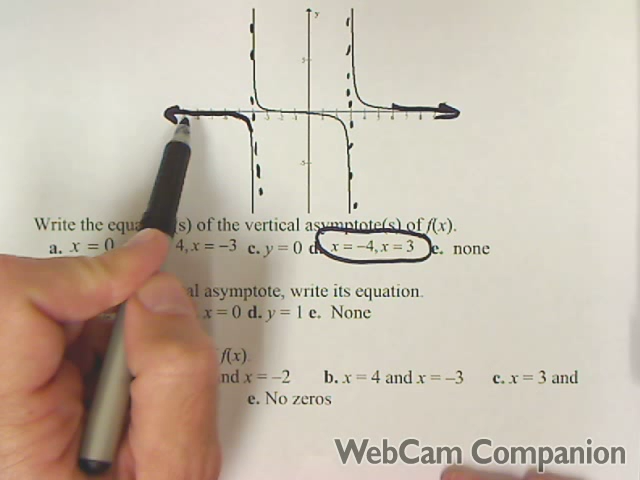 y
5
-5
Write the equa (s) of the vertical asymptote(s) of f(x).
a. x = 0 4, x = –3 c. y = 0 d. x = –4, x = 3 e. none
al asymptote, write its equation.
x = 0 d. y = 1 e. None
f(x).
nd x = –2 b. x = 4 and x = –3 c. x = 3 and
e. No zeros
WebCam Companion